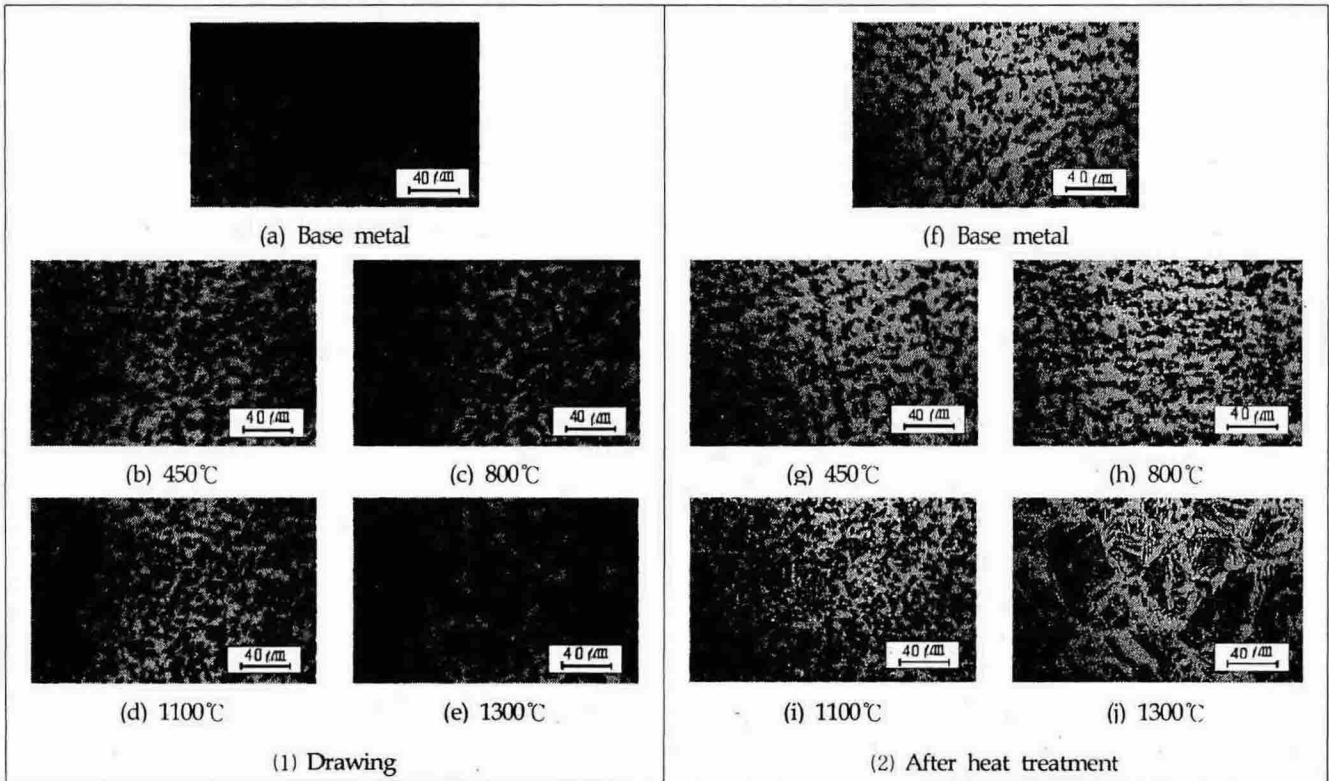 40 μm
(a) Base metal
40 μm
40 μm
(b) 450℃
(c) 800℃
40 μm
40 μm
(d) 1100℃
(e) 1300℃
(1) Drawing
40 μm
(f) Base metal
40 μm
40 μm
(g) 450℃
(h) 800℃
40 μm
40 μm
(i) 1100℃
(j) 1300℃
(2) After heat treatment